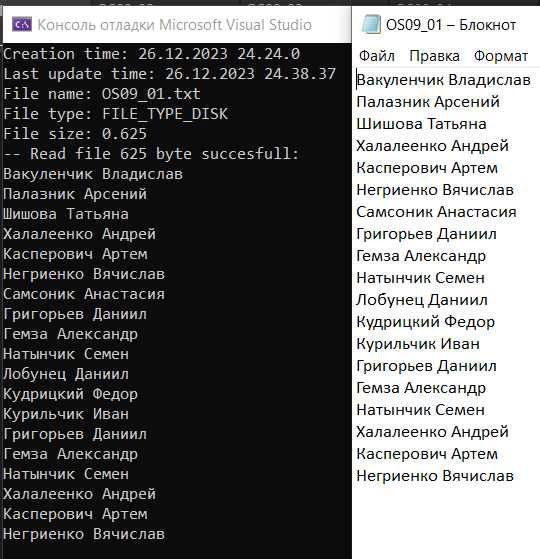 Консоль отладки Microsoft Visual Studio
Creation time: 26.12.2023 24.24.0
Last update time: 26.12.2023 24.38.37
File name: OS09_01.txt
File type: FILE_TYPE_DISK
File size: 0.625
-- Read file 625 byte succesfull:
Вакуленчик Владислав
Палазник Арсений
Шишова Татьяна
Халалеенко Андрей
Касперович Артем
Негриенко Вячислав
Самсоник Анастасия
Григорьев Даниил
Гемза Александр
Натынчик Семен
Лобунец Даниил
Кудрицкий Федор
Курильчик Иван
Григорьев Даниил
Гемза Александр
Натынчик Семен
Халалеенко Андрей
Касперович Артем
Негриенко Вячислав
OS09_01 – Блокнот
Файл Правка Формат
Вакуленчик Владислав
Палазник Арсений
Шишова Татьяна
Халалеенко Андрей
Касперович Артем
Негриенко Вячислав
Самсоник Анастасия
Григорьев Даниил
Гемза Александр
Натынчик Семен
Лобунец Даниил
Кудрицкий Федор
Курильчик Иван
Григорьев Даниил
Гемза Александр
Натынчик Семен
Халалеенко Андрей
Касперович Артем
Негриенко Вячислав